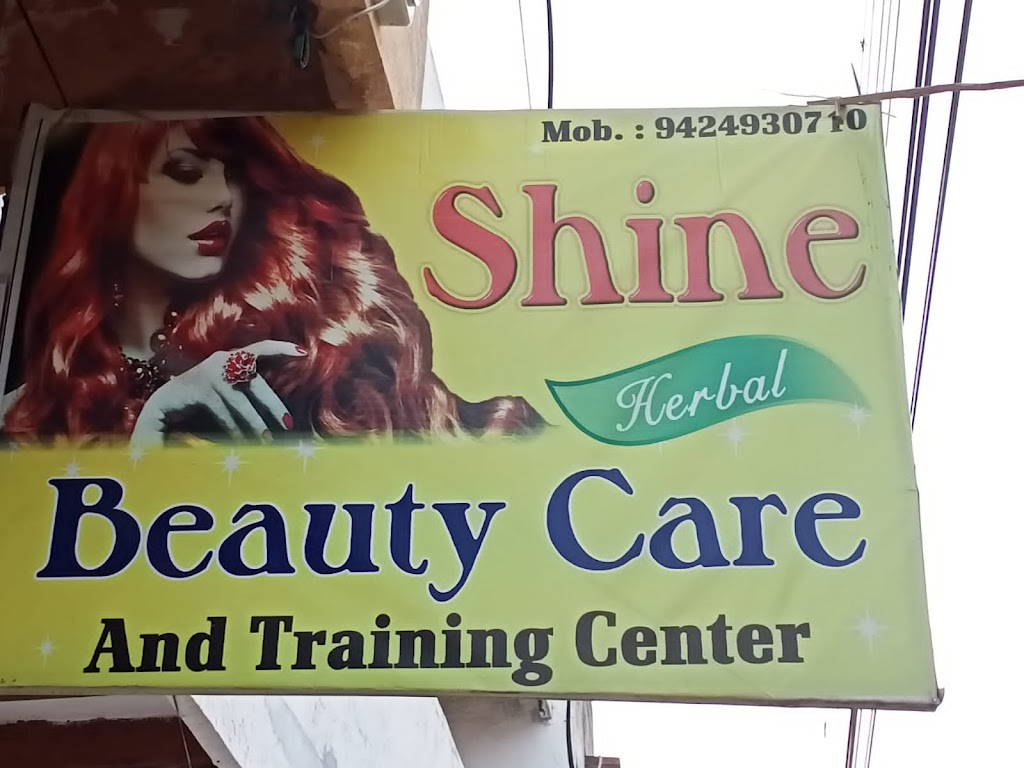 Mob. : 9424930710
Shine
Herbal
Beauty Care
And Training Center